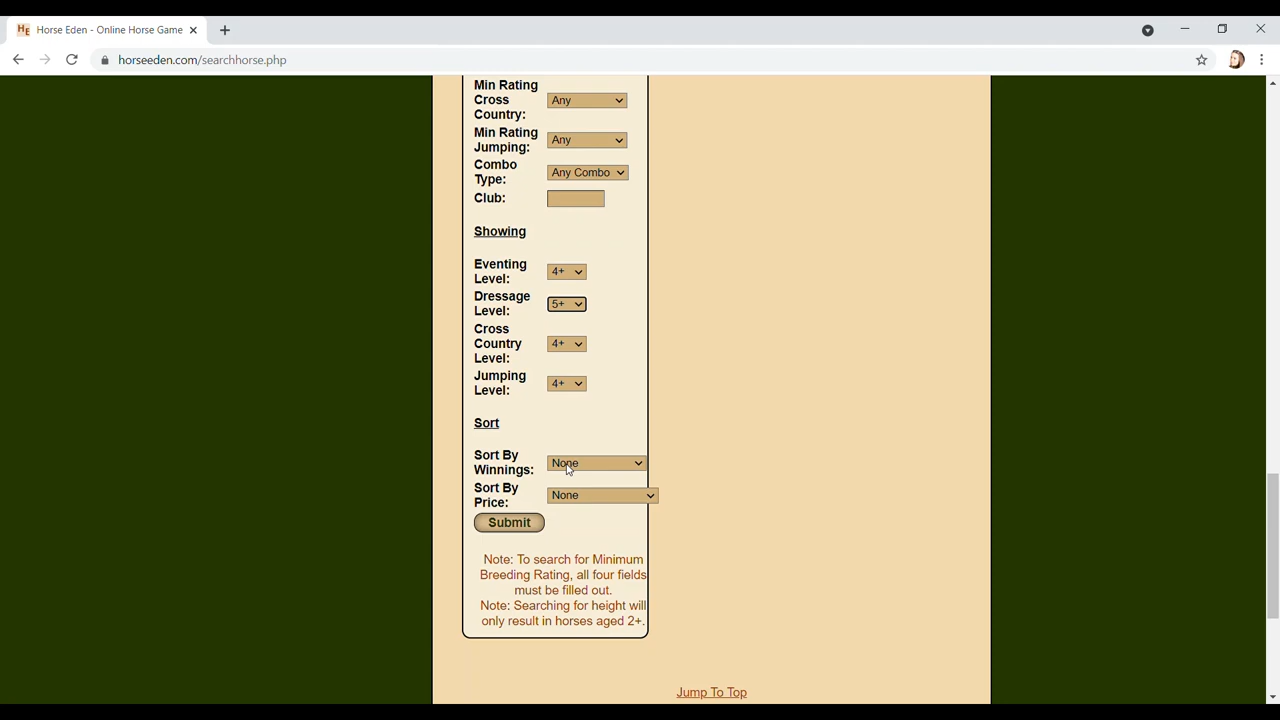 HE Horse Eden - Online Horse Game
horseeden.com/searchhorse.php
Min Rating
Cross
Country:
Any
Min Rating
Jumping:
Any
Combo
Type:
Any Combo
Club:
Showing
Eventing
Level:
4+
Dressage
Level:
5+
Cross
Country
Level:
4+
Jumping
Level:
4+
Sort
Sort By
Winnings:
None
Sort By
Price:
None
Submit
Note: To search for Minimum
Breeding Rating, all four fields
must be filled out.
Note: Searching for height will
only result in horses aged 2+.
Jump To Top